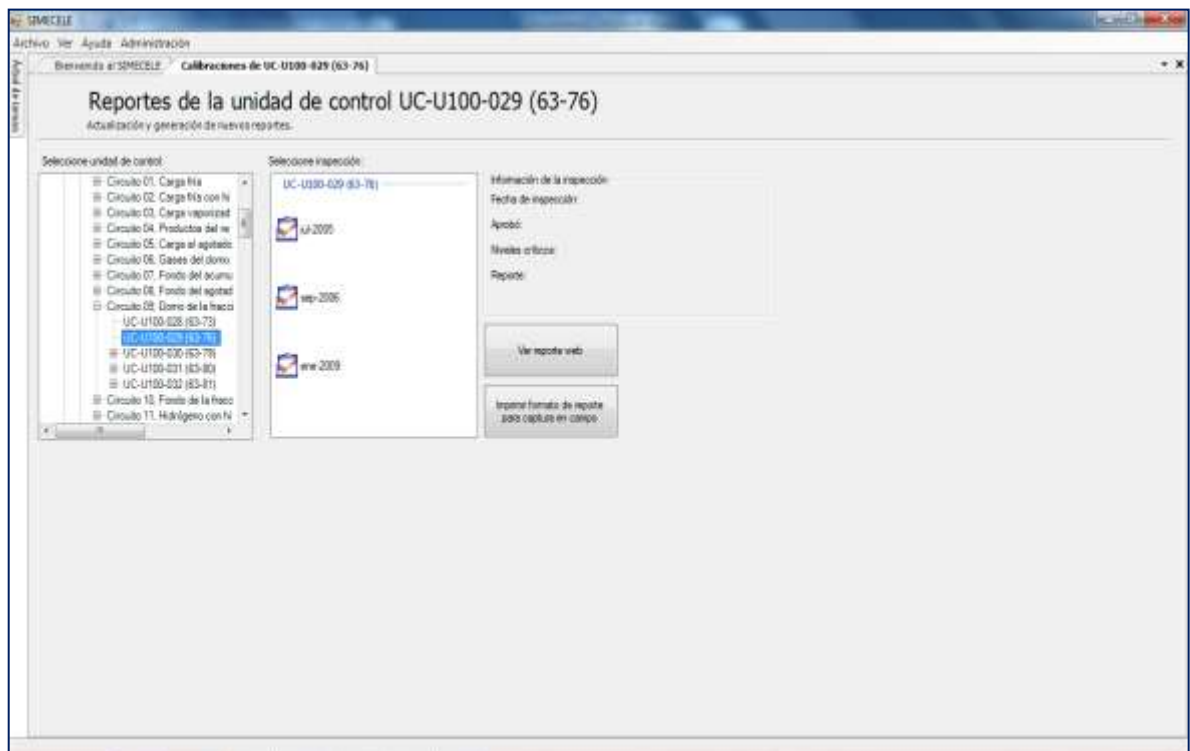 SIMECELE
Archivo Ver Ayuda Administración
Bienvenida al SIMECELE
Calibraciones de UC-U100-029 (63-76)
Reportes de la unidad de control UC-U100-029 (63-76)
Actualización y generación de nuevos reportes.
Seleccione unidad de control:
Circuito 01. Carga fría
Circuito 02. Carga fría con hi
Circuito 03. Carga vaporizad
Circuito 04. Productos del re
Circuito 05. Carga al agotado
Circuito 06. Gases del domo
Circuito 07. Fondo del acumu
Circuito 08. Fondo del agotad
Circuito 09. Domo de la fracci
UC-U100-028 (63-73)
UC-U100-029 (63-76)
UC-U100-030 (63-79)
UC-U100-031 (63-80)
UC-U100-032 (63-81)
Circuito 10. Fondo de la fracc
Circuito 11. Hidrógeno con hi
Seleccione inspección:
UC-U100-029 (63-76)
jul-2005
sep-2006
ene-2009
Información de la inspección
Fecha de inspección:
Aprobó:
Niveles críticos:
Reporte:
Ver reporte web
Imprimir formato de reporte
para captura en campo